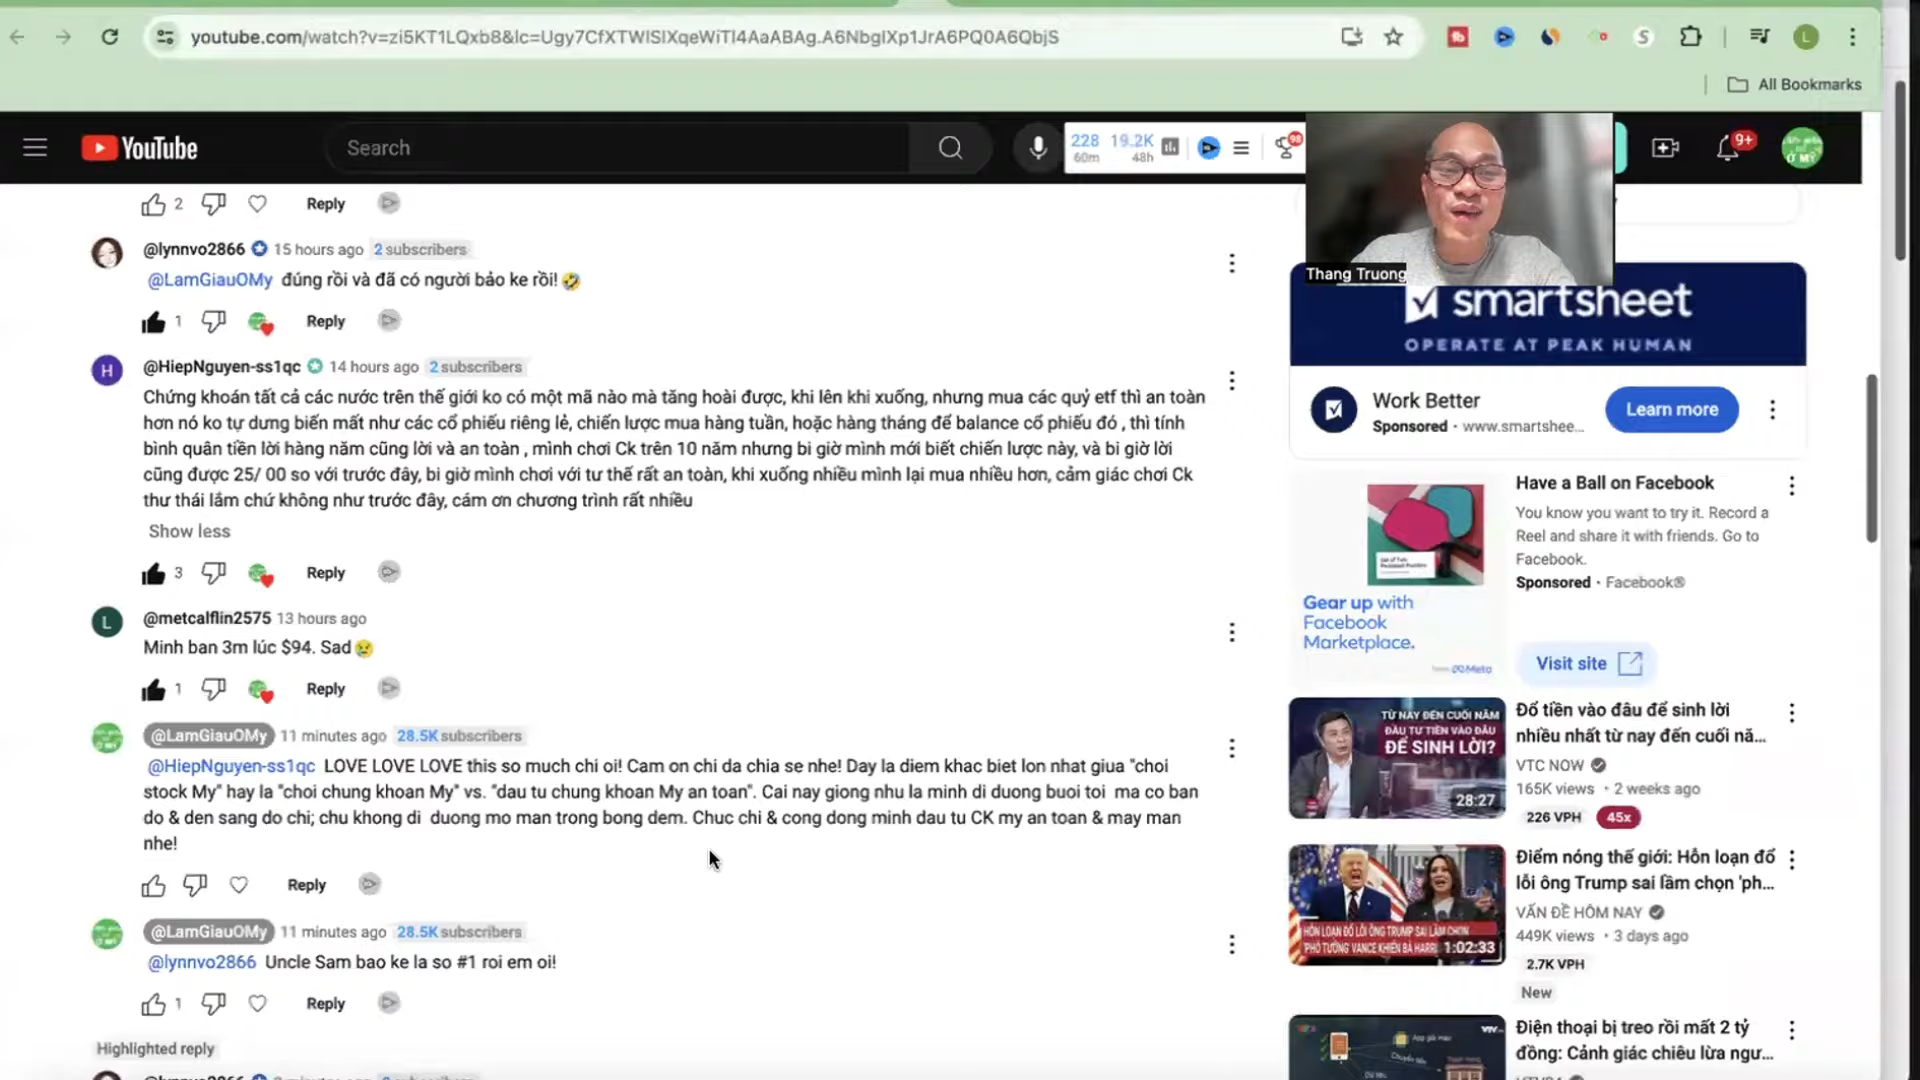 youtube.com/watch?v=zi5KT1LQxb8&lc=Ugy7CfXTWlSlXqeWiTl4AaABAg.A6NbgIXp1JrA6PQ0A6QbjS
L
All Bookmarks
YouTube
Search
228 19.2K
60m 48h
98
9+
Thang Truong
2 Reply
@lynnvo2866 15 hours ago 2 subscribers
@LamGiauOMy đúng rồi và đã có người bảo ke rồi! 🤣
1 Reply
H
@HiepNguyen-ss1qc 14 hours ago 2 subscribers
Chứng khoán tất cả các nước trên thế giới ko có một mã nào mà tăng hoài được, khi lên khi xuống, nhưng mua các quỷ etf thì an toàn
hơn nó ko tự dưng biến mất như các cổ phiếu riêng lẻ, chiến lược mua hàng tuần, hoặc hàng tháng để balance cổ phiếu đó , thì tính
bình quân tiền lời hàng năm cũng lời và an toàn , mình chơi Ck trên 10 năm nhưng bi giờ mình mới biết chiến lược này, và bi giờ lời
cũng được 25/ 00 so với trước đây, bi giờ mình chơi với tư thế rất an toàn, khi xuống nhiều mình lại mua nhiều hơn, cảm giác chơi Ck
thư thái lắm chứ không như trước đây, cám ơn chương trình rất nhiều
Show less
3 Reply
L
@metcalflin2575 13 hours ago
Minh ban 3m lúc $94. Sad 😢
1 Reply
@LamGiauOMy 11 minutes ago 28.5K subscribers
@HiepNguyen-ss1qc LOVE LOVE LOVE this so much chi oi! Cam on chi da chia se nhe! Day la diem khac biet lon nhat giua "choi
stock My" hay la "choi chung khoan My" vs. "dau tu chung khoan My an toan". Cai nay giong nhu la minh di duong buoi toi ma co ban
do & den sang do chi; chu khong di duong mo man trong bong dem. Chuc chi & cong dong minh dau tu CK my an toan & may man
nhe!
Reply
@LamGiauOMy 11 minutes ago 28.5K subscribers
@lynnvo2866 Uncle Sam bao ke la so #1 roi em oi!
1 Reply
Highlighted reply
smartsheet
OPERATE AT PEAK HUMAN
Work Better
Sponsored · www.smartshee...
Learn more
Have a Ball on Facebook
You know you want to try it. Record a
Reel and share it with friends. Go to
Facebook.
Sponsored · Facebook®
Gear up with
Facebook
Marketplace.
Meta
Visit site
TỪ NAY ĐẾN CUỐI NĂM
ĐẦU TƯ TIỀN VÀO ĐÂU
ĐỂ SINH LỜI?
28:27
Đổ tiền vào đâu để sinh lời
nhiều nhất từ nay đến cuối nă...
VTC NOW
165K views · 2 weeks ago
226 VPH 45x
HỖN LOẠN ĐỔ LỖI ÔNG TRUMP SAI LẦM CHỌN
1:02:33
Điểm nóng thế giới: Hỗn loạn đổ
lỗi ông Trump sai lầm chọn 'ph...
VẤN ĐỀ HÔM NAY
449K views · 3 days ago
2.7K VPH
New
Điện thoại bị treo rồi mất 2 tỷ
đồng: Cảnh giác chiêu lừa ngư...